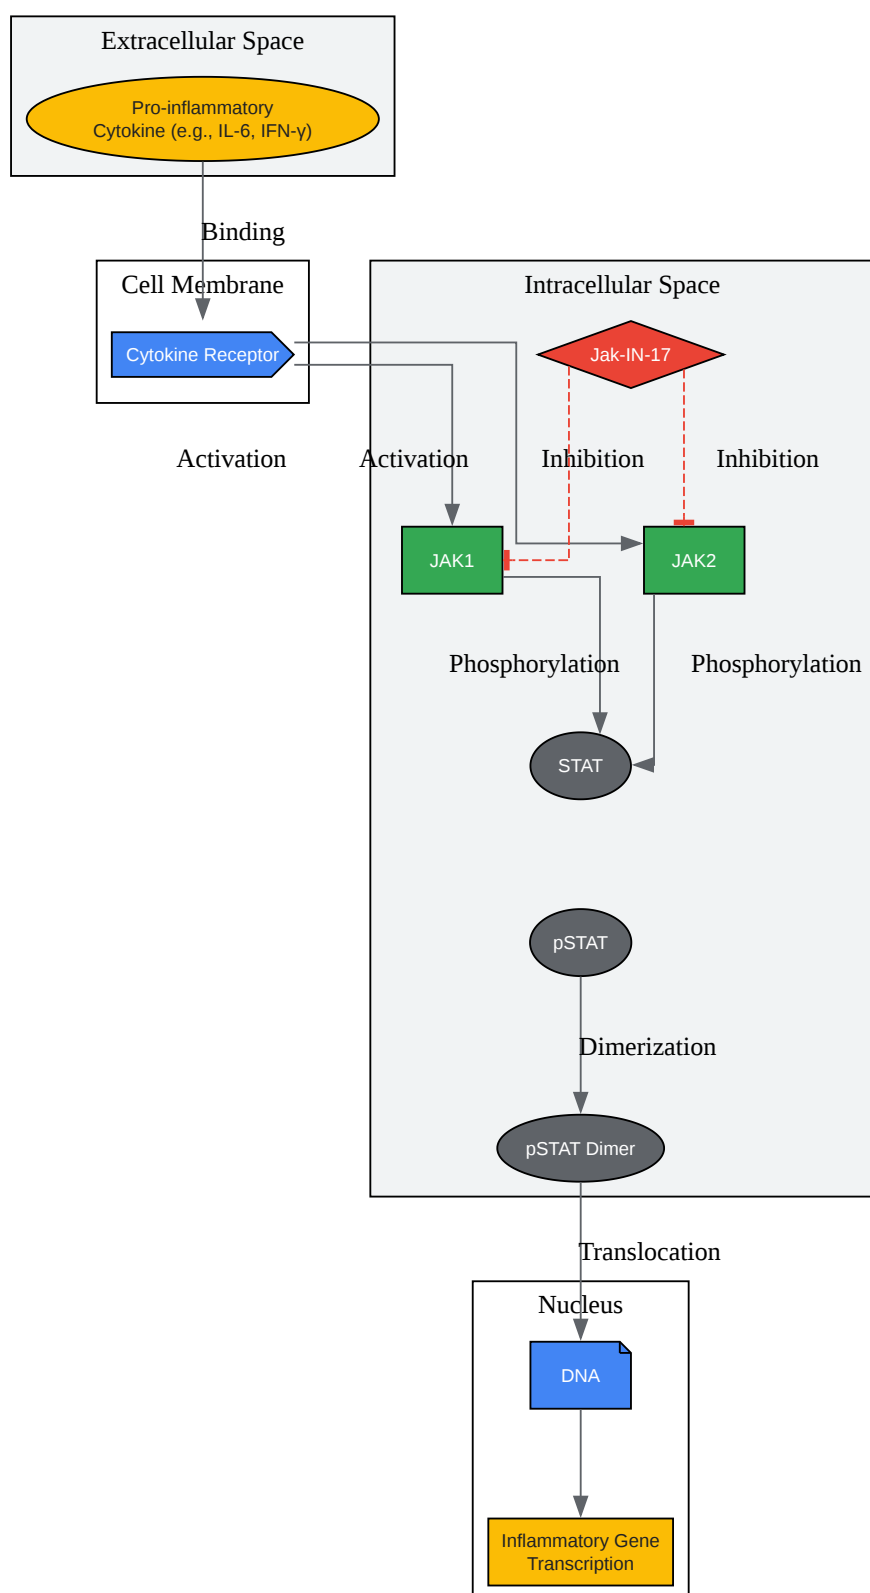 Extracellular Space
Pro-inflammatory
Cytokine (e.g., IL-6, IFN-γ)
Binding
Cell Membrane
Cytokine Receptor
Intracellular Space
Jak-IN-17
Activation
Activation
Inhibition
Inhibition
JAK1
JAK2
Phosphorylation
Phosphorylation
STAT
pSTAT
Dimerization
pSTAT Dimer
Translocation
Nucleus
DNA
Inflammatory Gene
Transcription